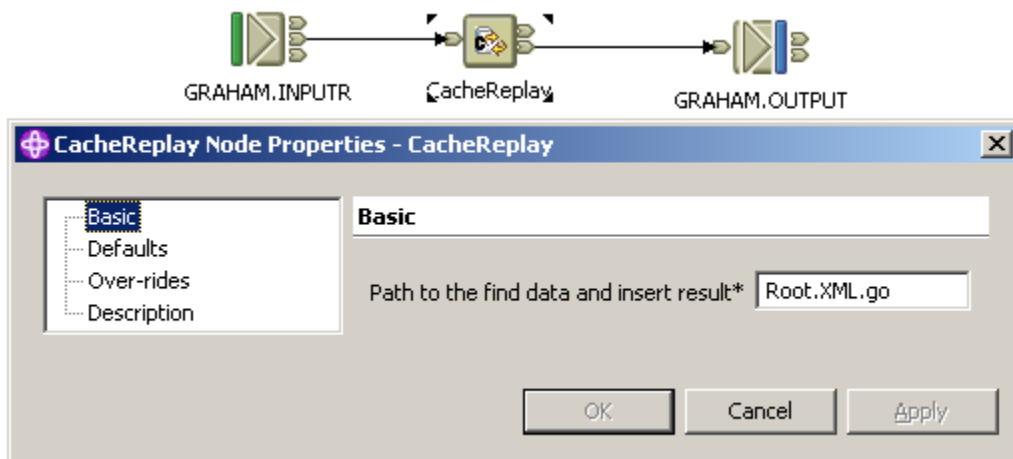 GRAHAM.INPUTR
CacheReplay
GRAHAM.OUTPUT
CacheReplay Node Properties - CacheReplay
Basic
Defaults
Over-rides
Description
Basic
Path to the find data and insert result* Root.XML.go
OK Cancel Apply